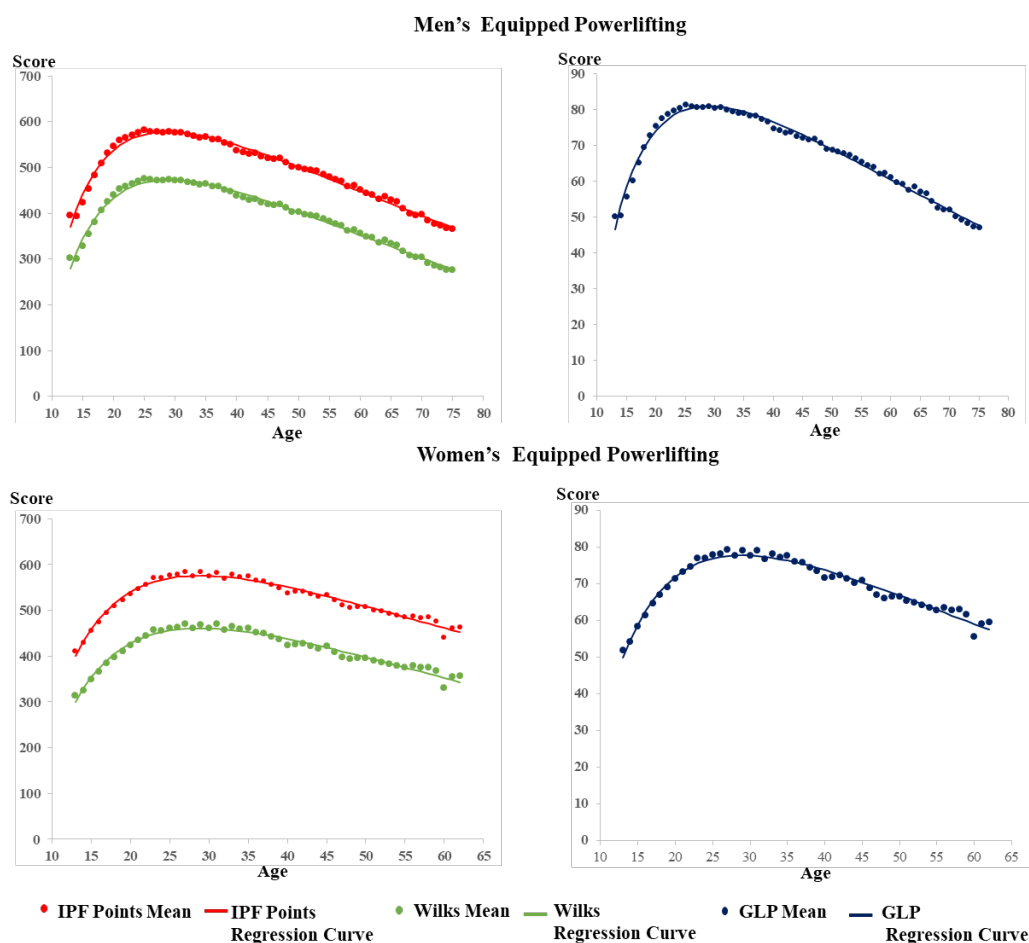 Men's Equipped Powerlifting
Score
700
600
500
400
300
200
100
0
10 15 20 25 30 35 40 45 50 55 60 65 70 75 80
Age
Score
90
80
70
60
50
40
30
20
10
0
10 15 20 25 30 35 40 45 50 55 60 65 70 75 80
Age
Women's Equipped Powerlifting
Score
700
600
500
400
300
200
100
0
10 15 20 25 30 35 40 45 50 55 60 65
Age
Score
90
80
70
60
50
40
30
20
10
0
10 15 20 25 30 35 40 45 50 55 60 65
Age
IPF Points Mean
IPF Points
Regression Curve
Wilks Mean
Wilks
Regression Curve
GLP Mean
GLP
Regression Curve